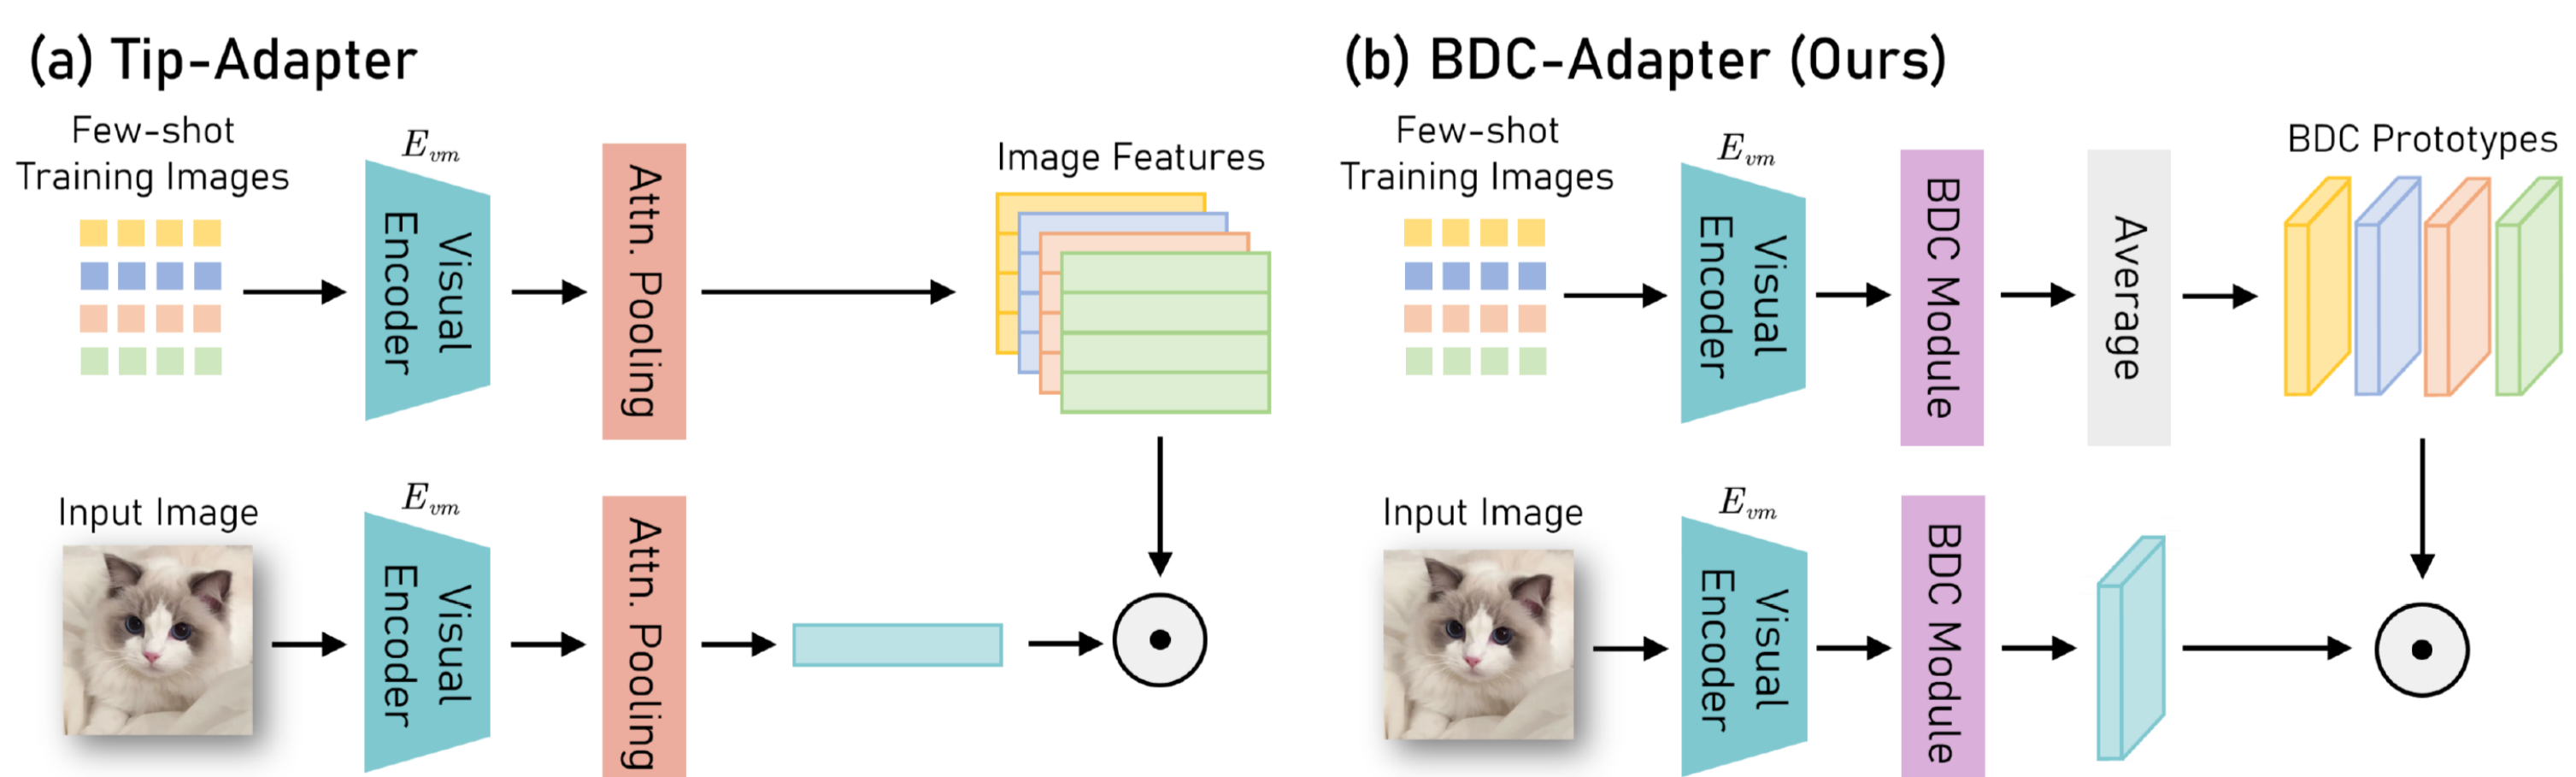 (a) Tip-Adapter
Few-shot
Training Images
E_vm
Visual
Encoder
Attn. Pooling
Image Features
Input Image
E_vm
Visual
Encoder
Attn. Pooling
(b) BDC-Adapter (Ours)
Few-shot
Training Images
E_vm
Visual
Encoder
BDC Module
Average
BDC Prototypes
Input Image
E_vm
Visual
Encoder
BDC Module